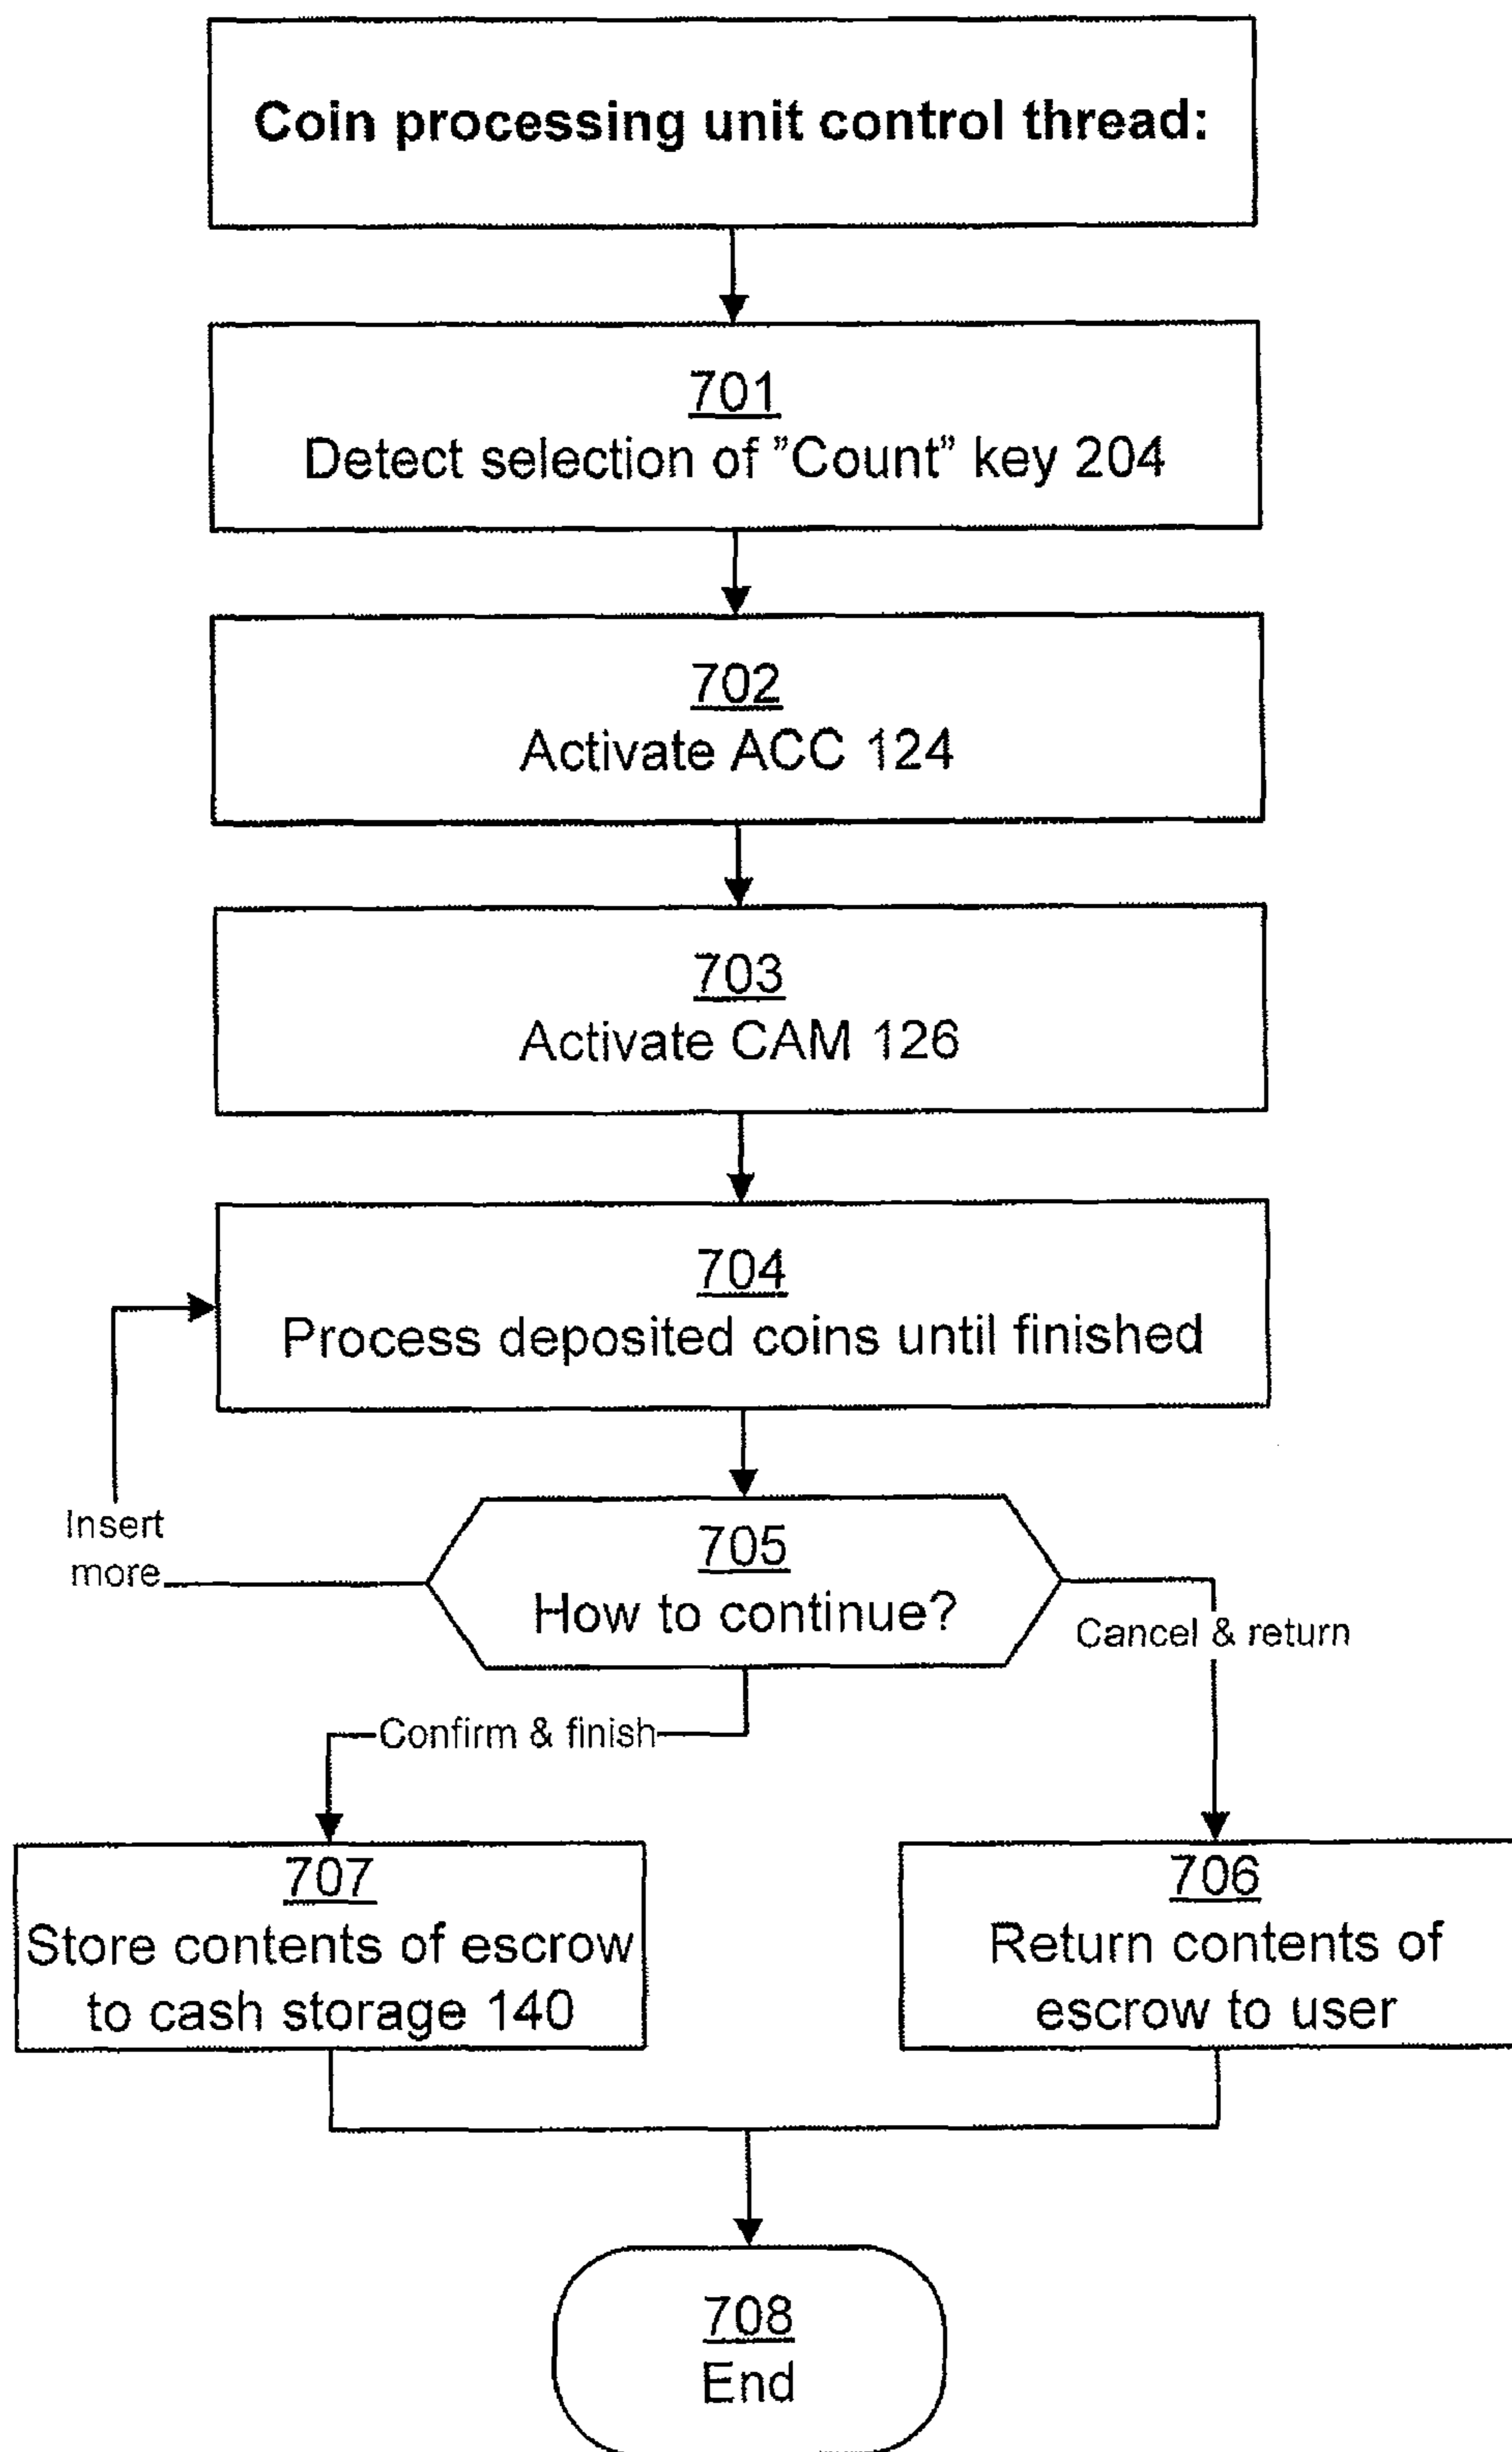 Coin processing unit control thread:
701
Detect selection of ”Count” key 204
702
Activate ACC 124
703
Activate CAM 126
704
Process deposited coins until finished
Insert
more
705
How to continue?
Cancel & return
Confirm & finish
707
Store contents of escrow
to cash storage 140
706
Return contents of
escrow to user
708
End